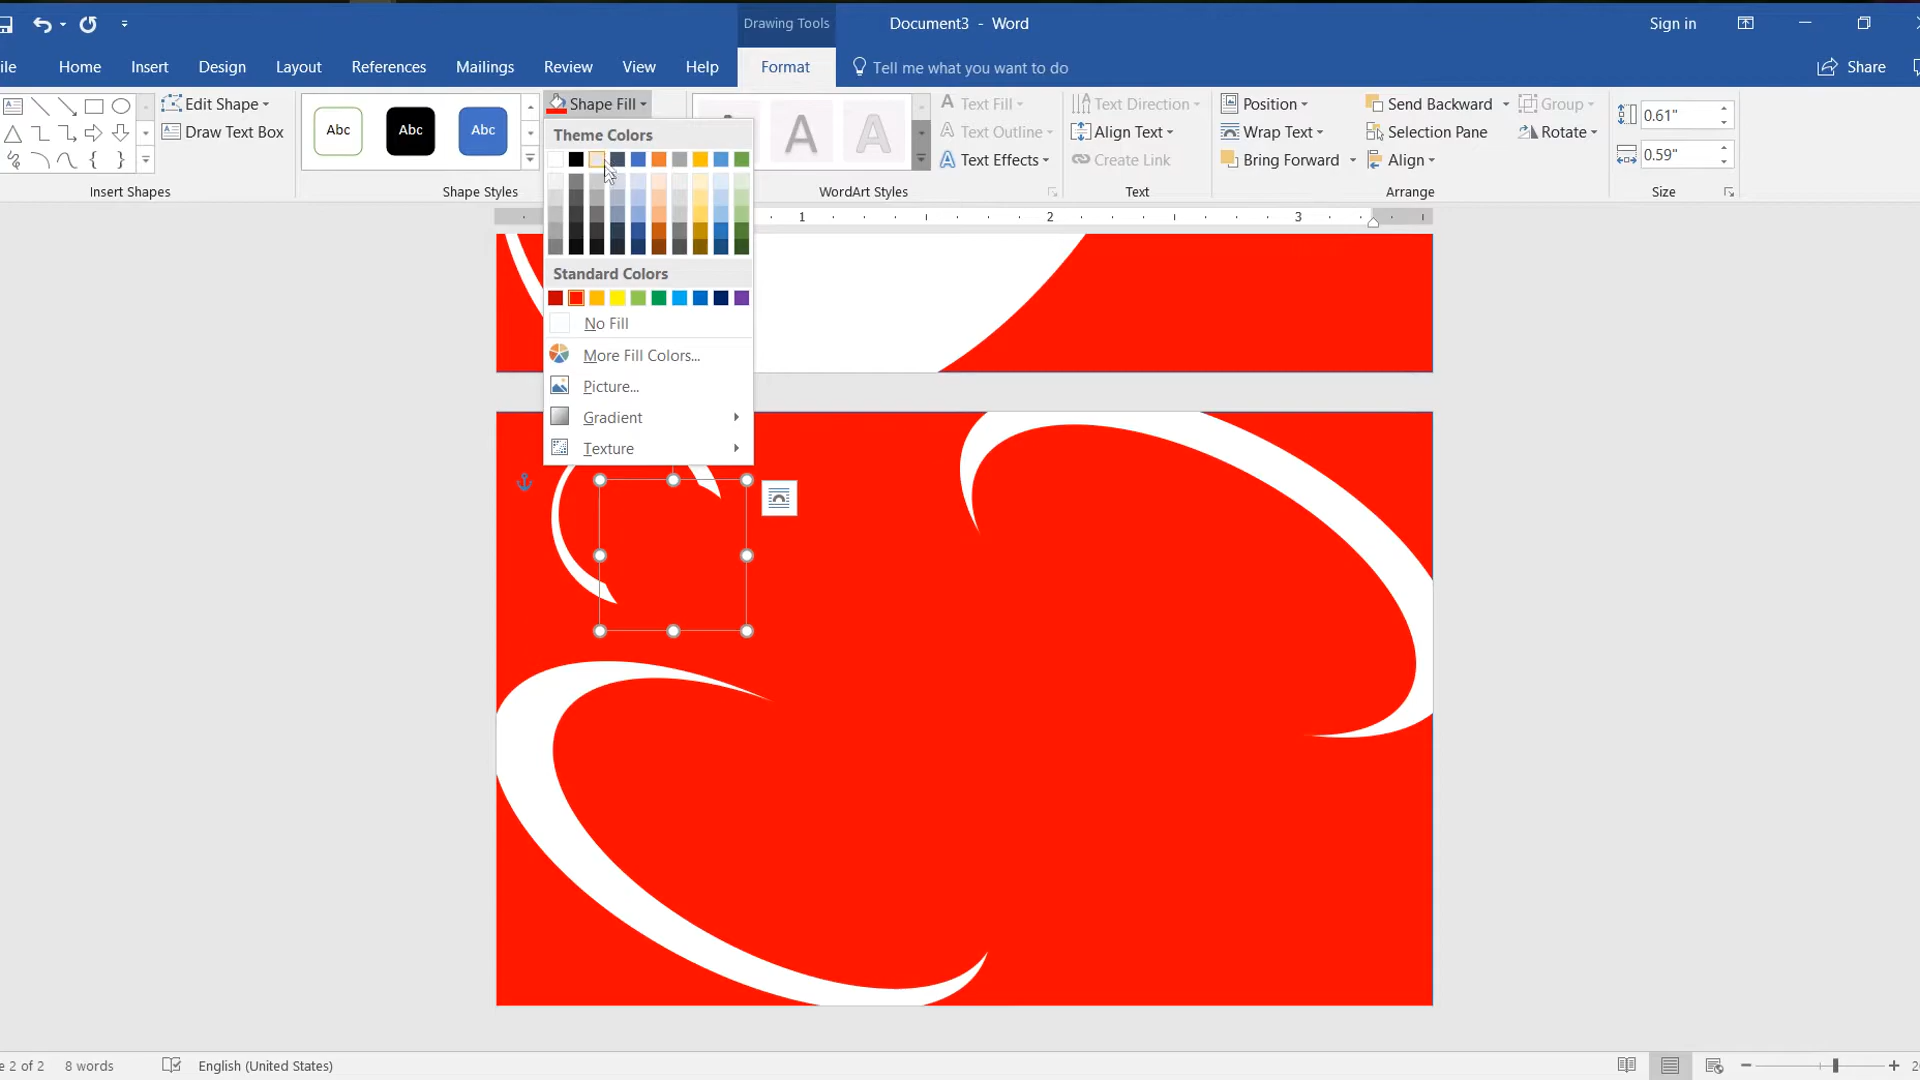 Drawing Tools
Document3 - Word
Sign in
ile
Home
Insert
Design
Layout
References
Mailings
Review
View
Help
Format
Tell me what you want to do
Share
Edit Shape
Draw Text Box
Insert Shapes
Abc
Abc
Abc
Shape Styles
Shape Fill
Theme Colors
Standard Colors
No Fill
More Fill Colors...
Picture...
Gradient
Texture
A
A
WordArt Styles
Text Fill
Text Outline
Text Effects
Text Direction
Align Text
Create Link
Text
Position
Wrap Text
Bring Forward
Send Backward
Selection Pane
Align
Group
Rotate
Arrange
0.61"
0.59"
Size
1
2
3
e 2 of 2
8 words
English (United States)